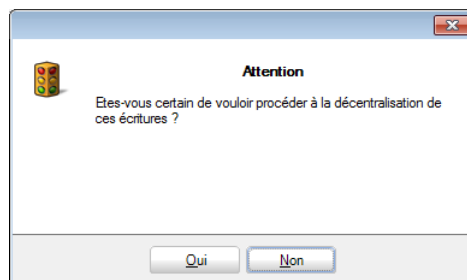 Attention
Etes-vous certain de vouloir procéder à la décentralisation de
ces écritures ?
Oui
Non